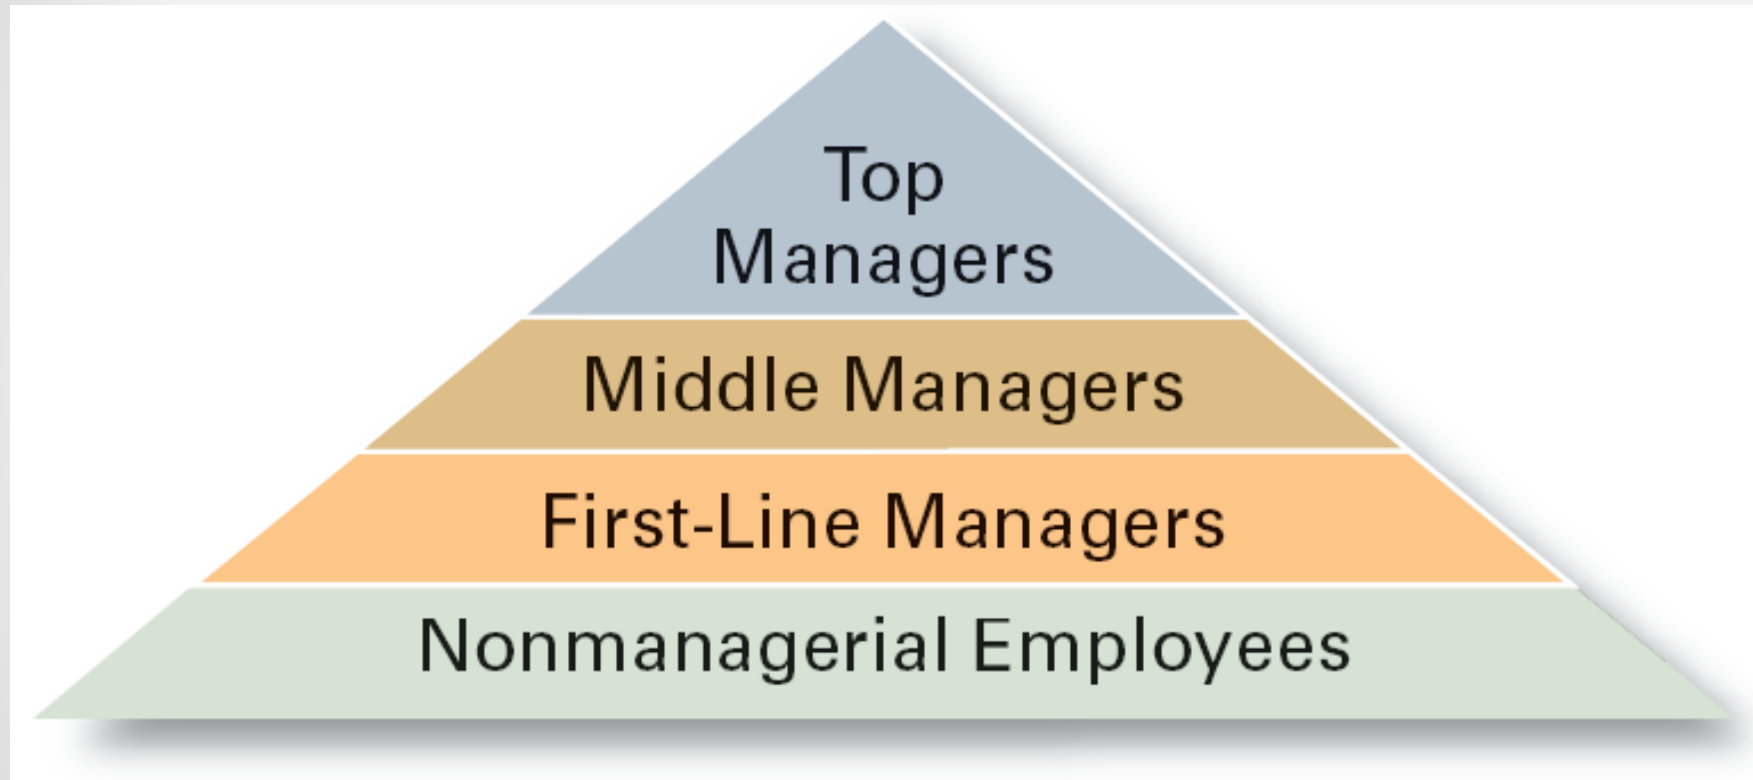 Top
Managers
Middle Managers
First-Line Managers
Nonmanagerial Employees